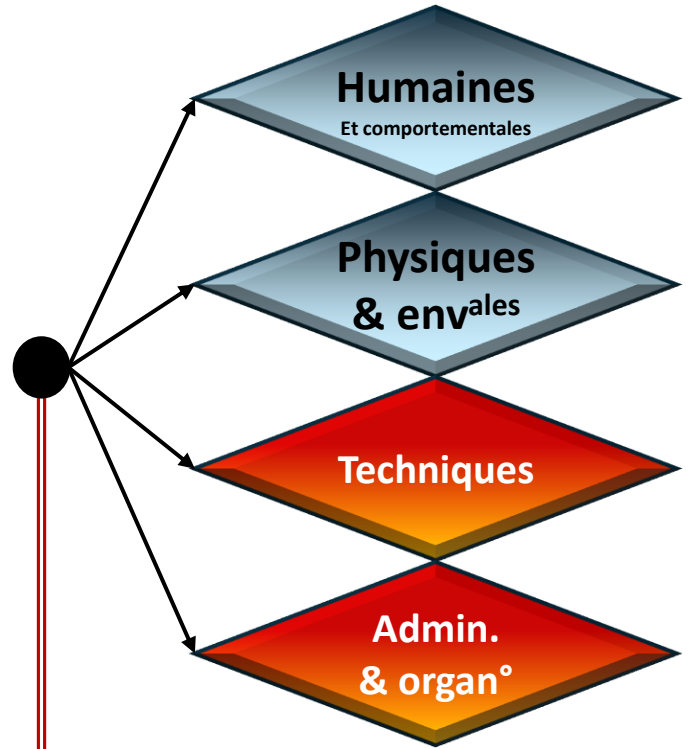 Humaines
Et comportementales
Physiques
& envᵃˡᵉˢ
Techniques
Admin.
& organ°